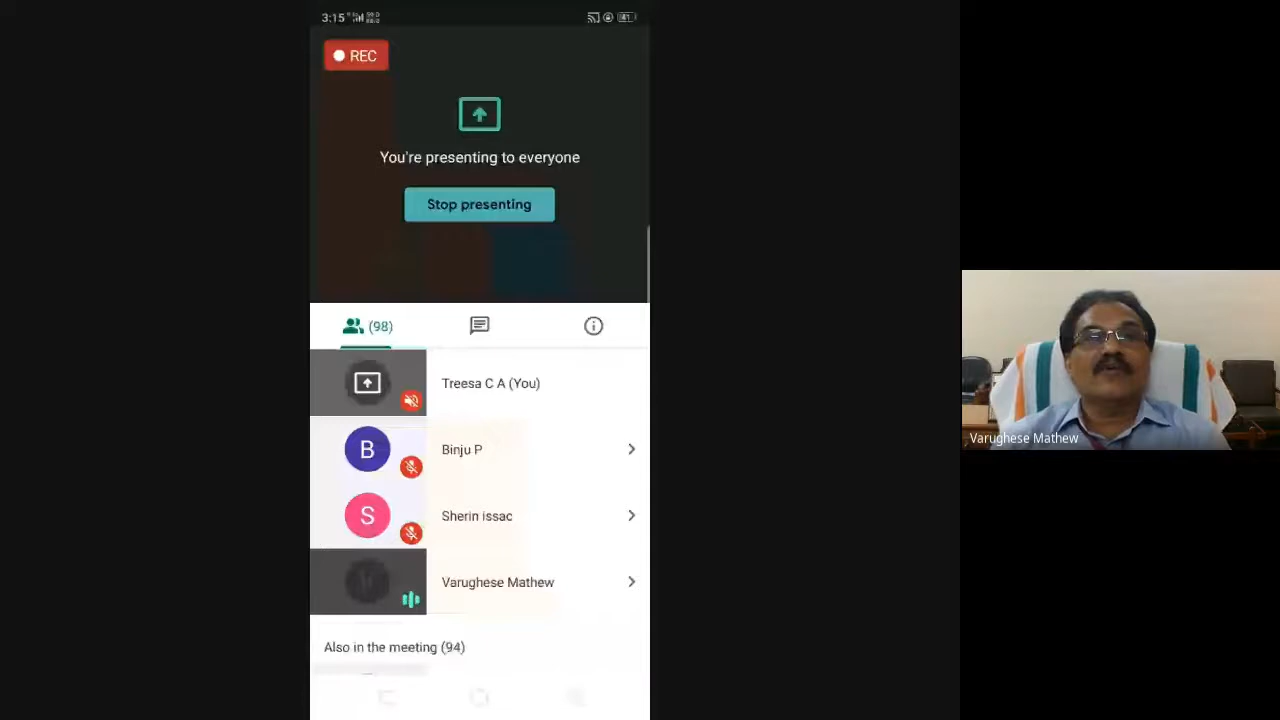 3:15
REC
You're presenting to everyone
Stop presenting
(98)
Treesa C A (You)
B
Binju P
S
Sherin issac
Varughese Mathew
Also in the meeting (94)
Varughese Mathew